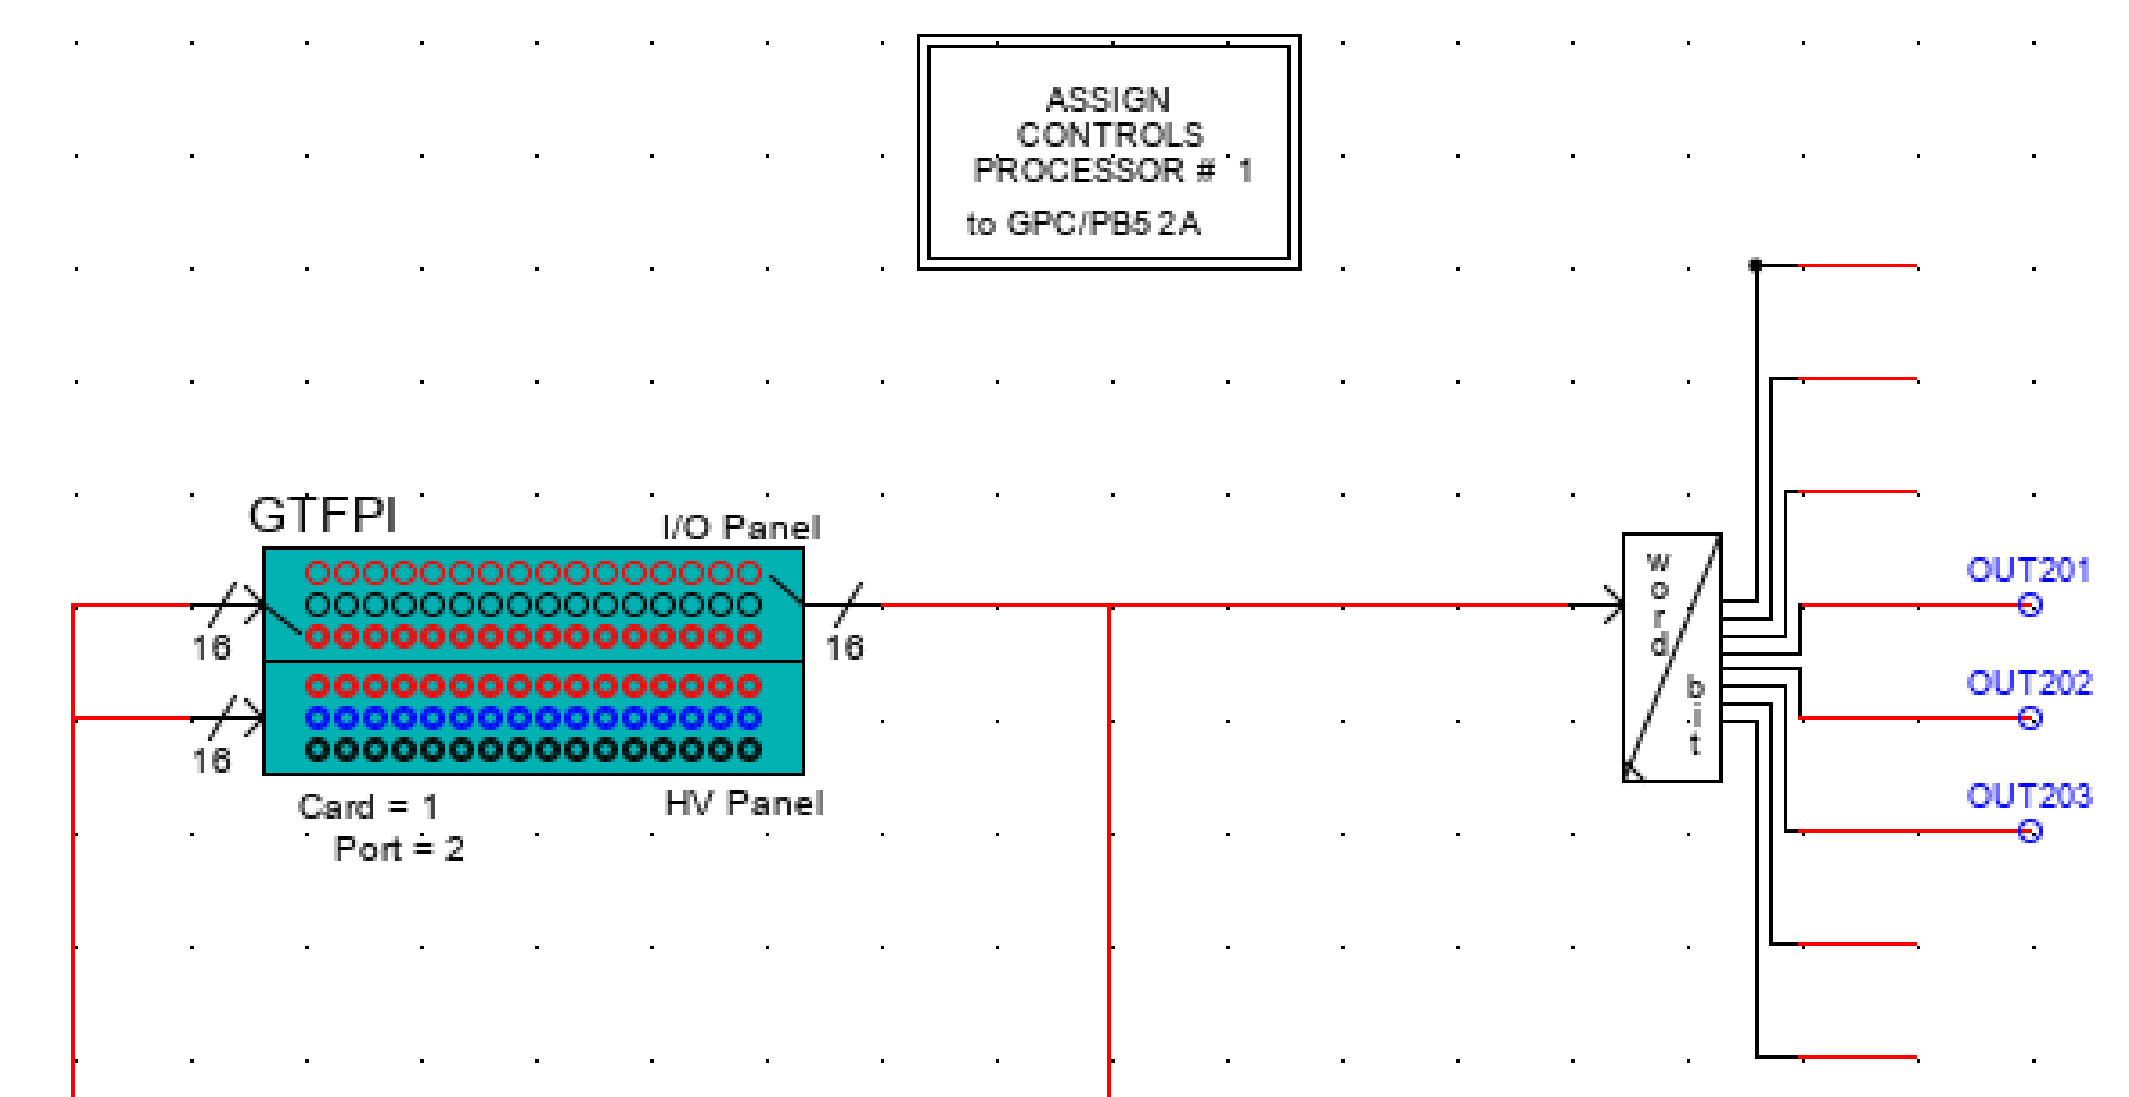 ASSIGN
CONTROLS
PROCESSOR # 1
to GPC/PB5 2A
GTFPI
I/O Panel
16
16
16
Card = 1
Port = 2
HV Panel
word
bit
OUT201
OUT202
OUT203